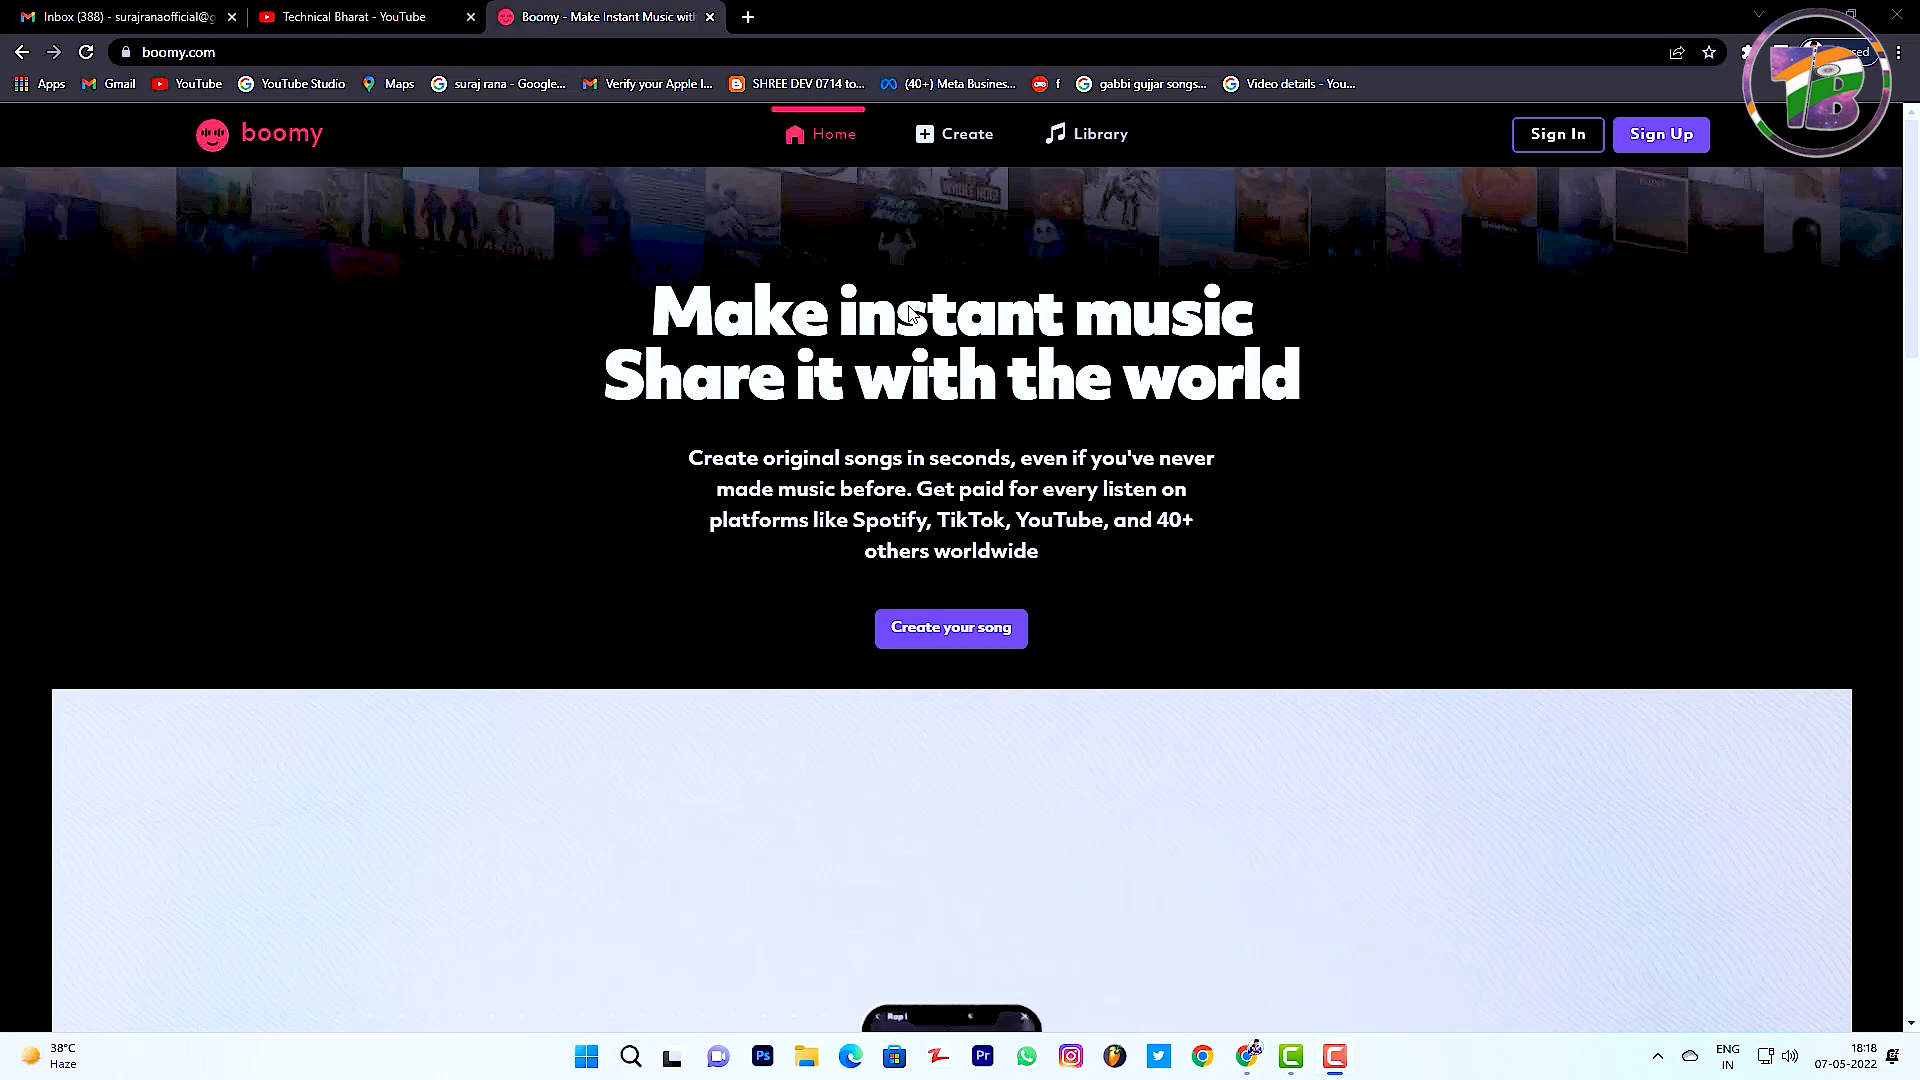 Inbox (388) - surajranaofficial@g
Technical Bharat - YouTube
Boomy - Make Instant Music wit
boomy.com
Apps
Gmail
YouTube
YouTube Studio
Maps
suraj rana - Google...
Verify your Apple I...
SHREE DEV 0714 to...
(40+) Meta Busines...
f
gabbi gujjar songs...
Video details - You...
TB
boomy
Home
Create
Library
Sign In
Sign Up
Make instant music
Share it with the world
Create original songs in seconds, even if you've never
made music before. Get paid for every listen on
platforms like Spotify, TikTok, YouTube, and 40+
others worldwide
Create your song
Rap
38°C
Haze
Ps
Pr
ENG
IN
18:18
07-05-2022